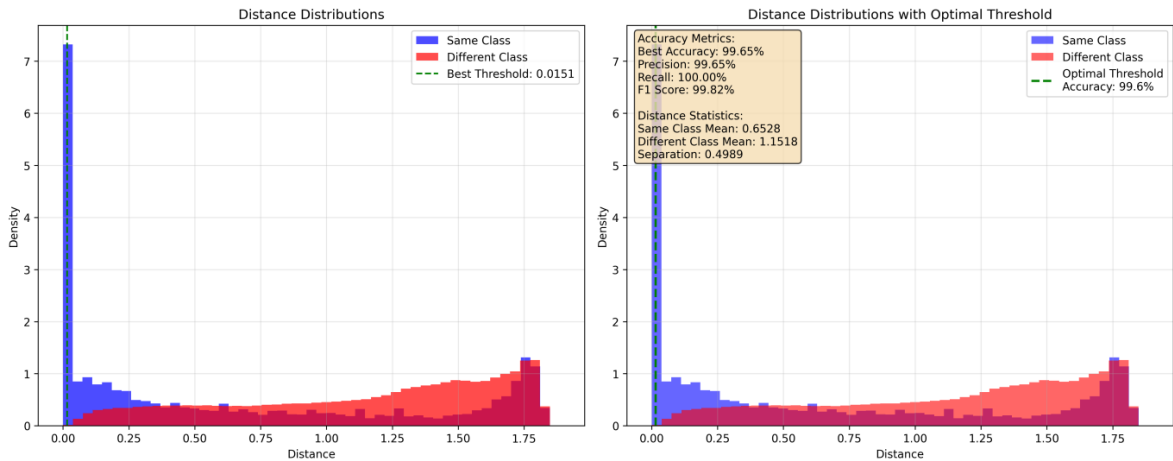 Distance Distributions
Same Class
Different Class
Best Threshold: 0.0151
Density
7
6
5
4
3
2
1
0
0.00 0.25 0.50 0.75 1.00 1.25 1.50 1.75
Distance
Distance Distributions with Optimal Threshold
Accuracy Metrics:
Best Accuracy: 99.65%
Precision: 99.65%
Recall: 100.00%
F1 Score: 99.82%
Distance Statistics:
Same Class Mean: 0.6528
Different Class Mean: 1.1518
Separation: 0.4989
Same Class
Different Class
Optimal Threshold
Accuracy: 99.6%
Density
7
6
5
4
3
2
1
0
0.00 0.25 0.50 0.75 1.00 1.25 1.50 1.75
Distance